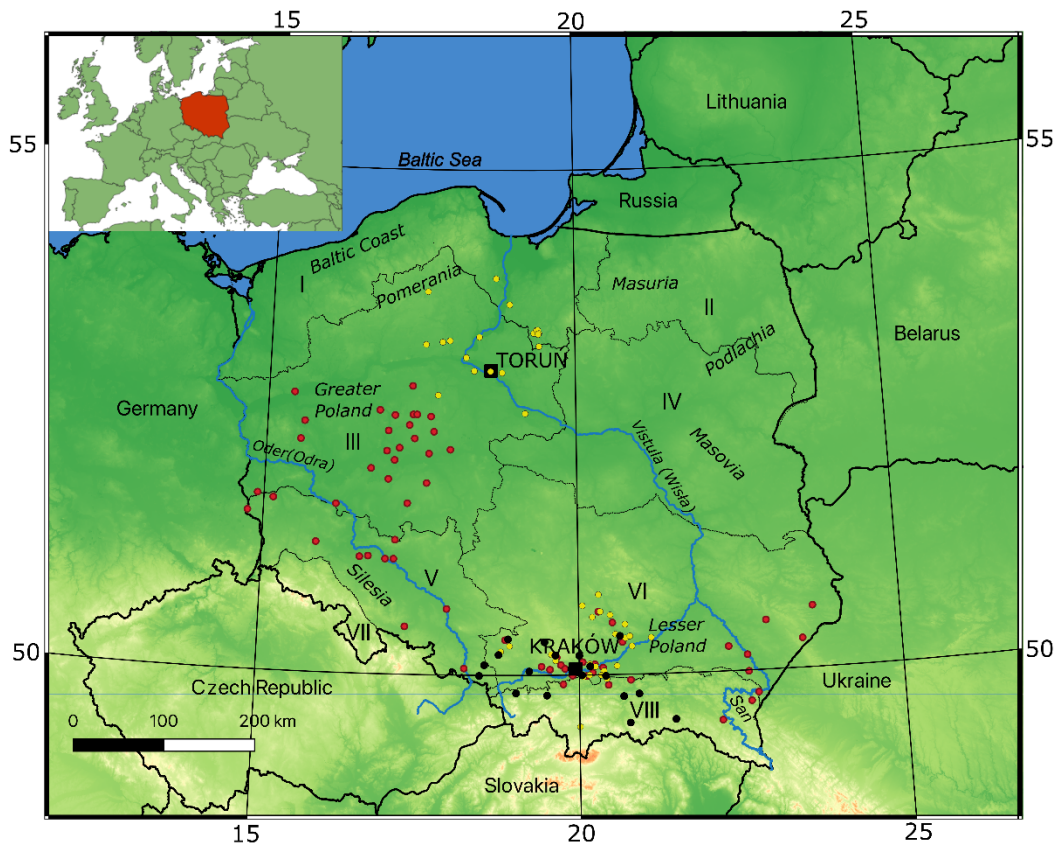 15
20
25
55
55
Lithuania
Baltic Sea
Russia
Baltic Coast
I
Pomerania
Masuria
II
Podlachia
Belarus
TORUŃ
Germany
Greater
Poland
III
IV
Masovia
Vistula (Wisła)
Oder(Odra)
Silesia
V
VI
VII
KRAKÓW
Lesser
Poland
50
50
Czech Republic
Ukraine
San
VIII
0
100
200 km
Slovakia
15
20
25